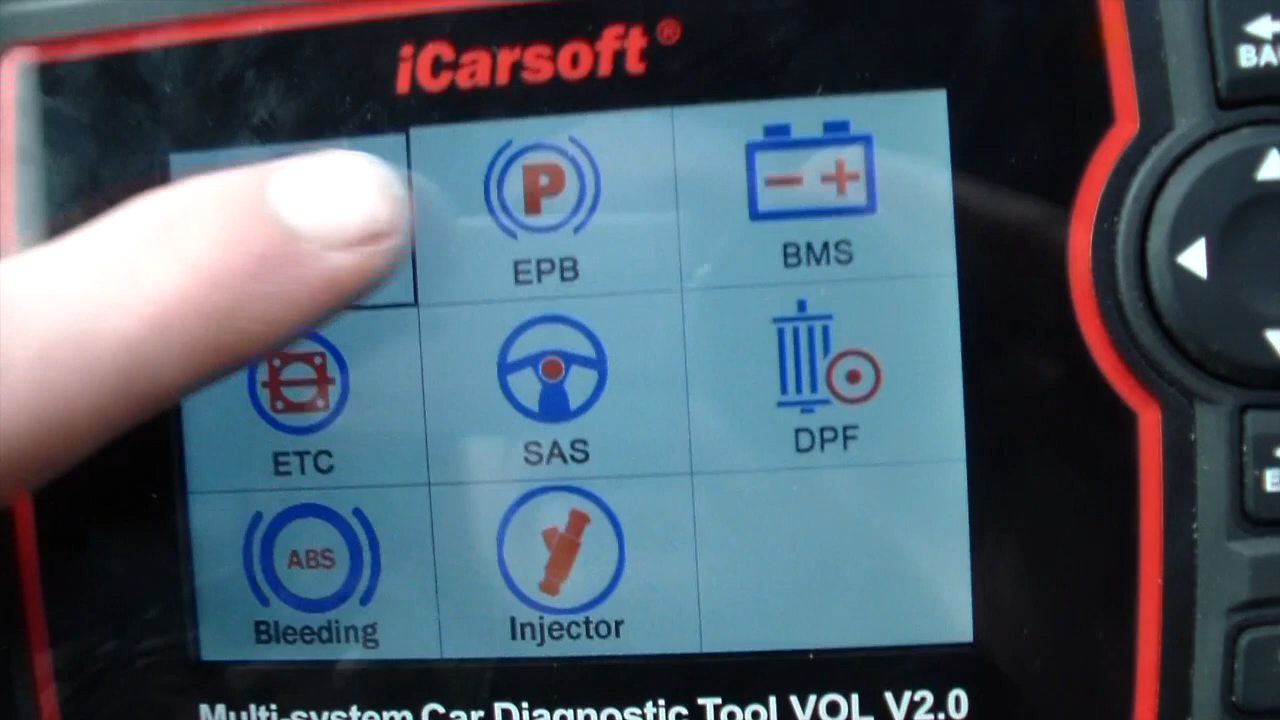 iCarsoft®
P
- +
EPB
BMS
ETC
SAS
DPF
ABS
Bleeding
Injector
Multi-system Car Diagnostic Tool VOL V2.0